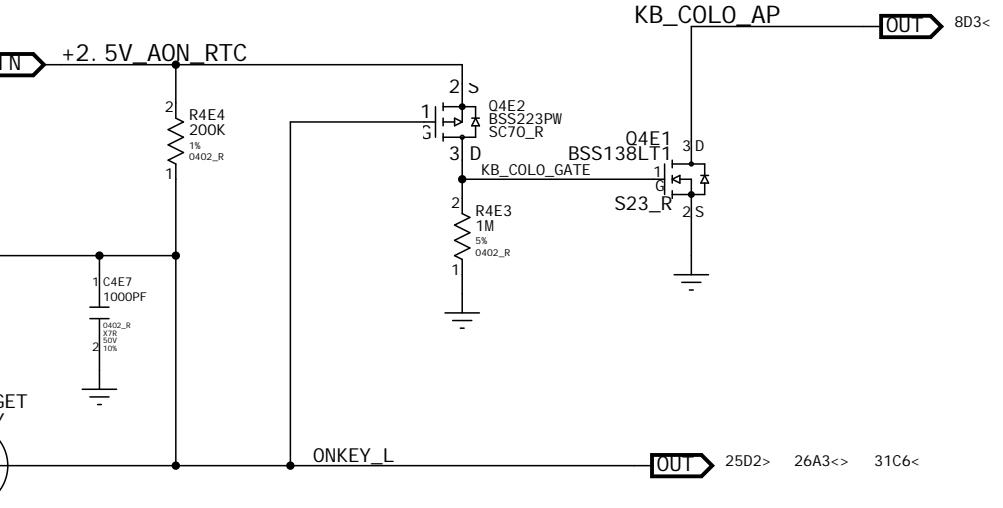 KB_COLO_AP
OUT
8D3<
+2.5V_AON_RTC
2 S
1
G
Q4E2
BSS223PW
SC70_R
3 D
2
R4E4
200K
1%
0402_R
1
KB_COLO_GATE
Q4E1
BSS138LT1
3 D
1
G
S23_R
2 S
2
R4E3
1M
5%
0402_R
1
1 C4E7
1000PF
0402_R
X7R
50V
2 10%
GET
ONKEY_L
OUT
25D2>
26A3<>
31C6<